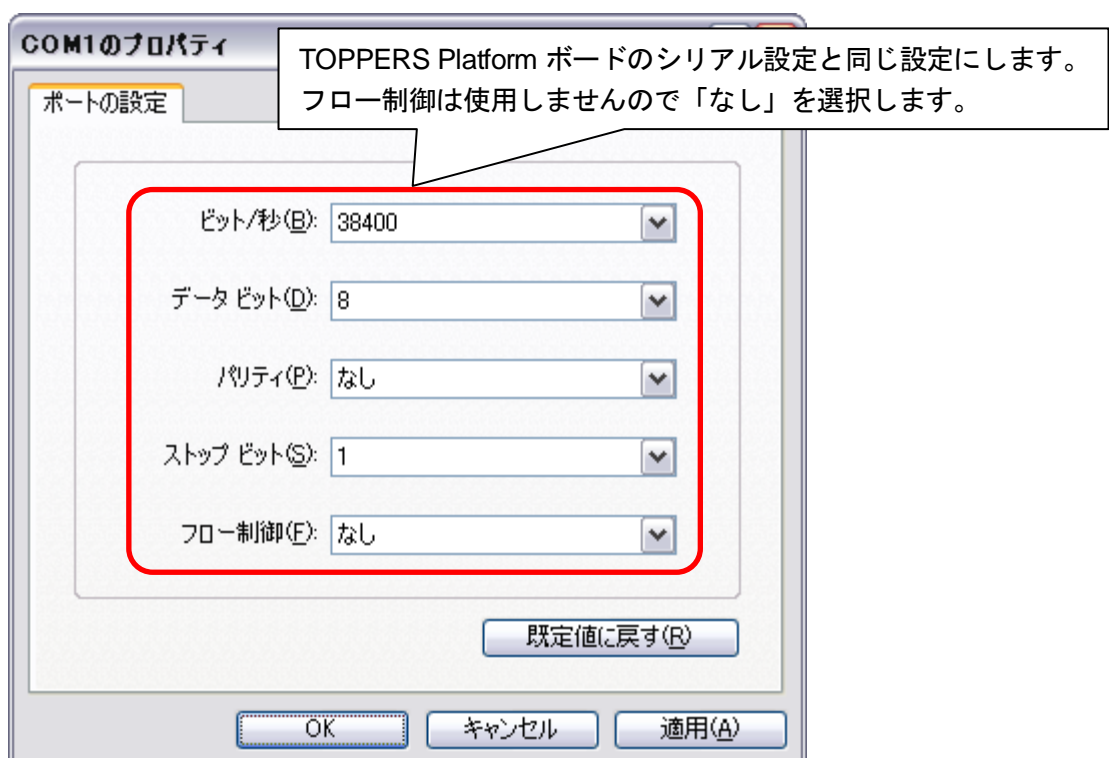 COM1のプロパティ
TOPPERS Platform ボードのシリアル設定と同じ設定にします。
フロー制御は使用しませんので「なし」を選択します。
ポートの設定
ビット/秒(B): 38400
データ ビット(D): 8
パリティ(P): なし
ストップ ビット(S): 1
フロー制御(F): なし
既定値に戻す(R)
OK キャンセル 適用(A)